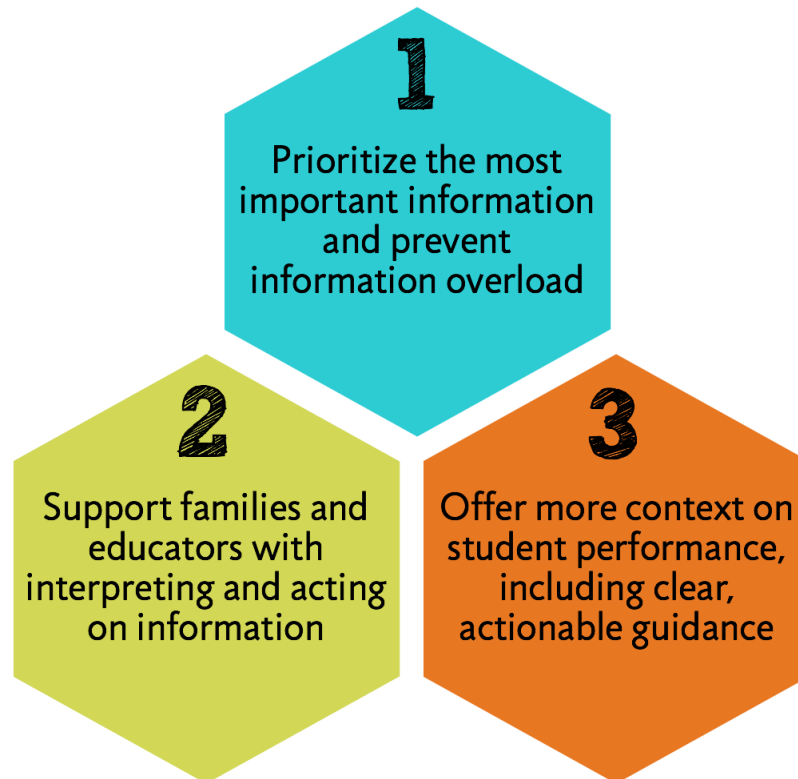 1
Prioritize the most
important information
and prevent
information overload
2
Support families and
educators with
interpreting and acting
on information
3
Offer more context on
student performance,
including clear,
actionable guidance